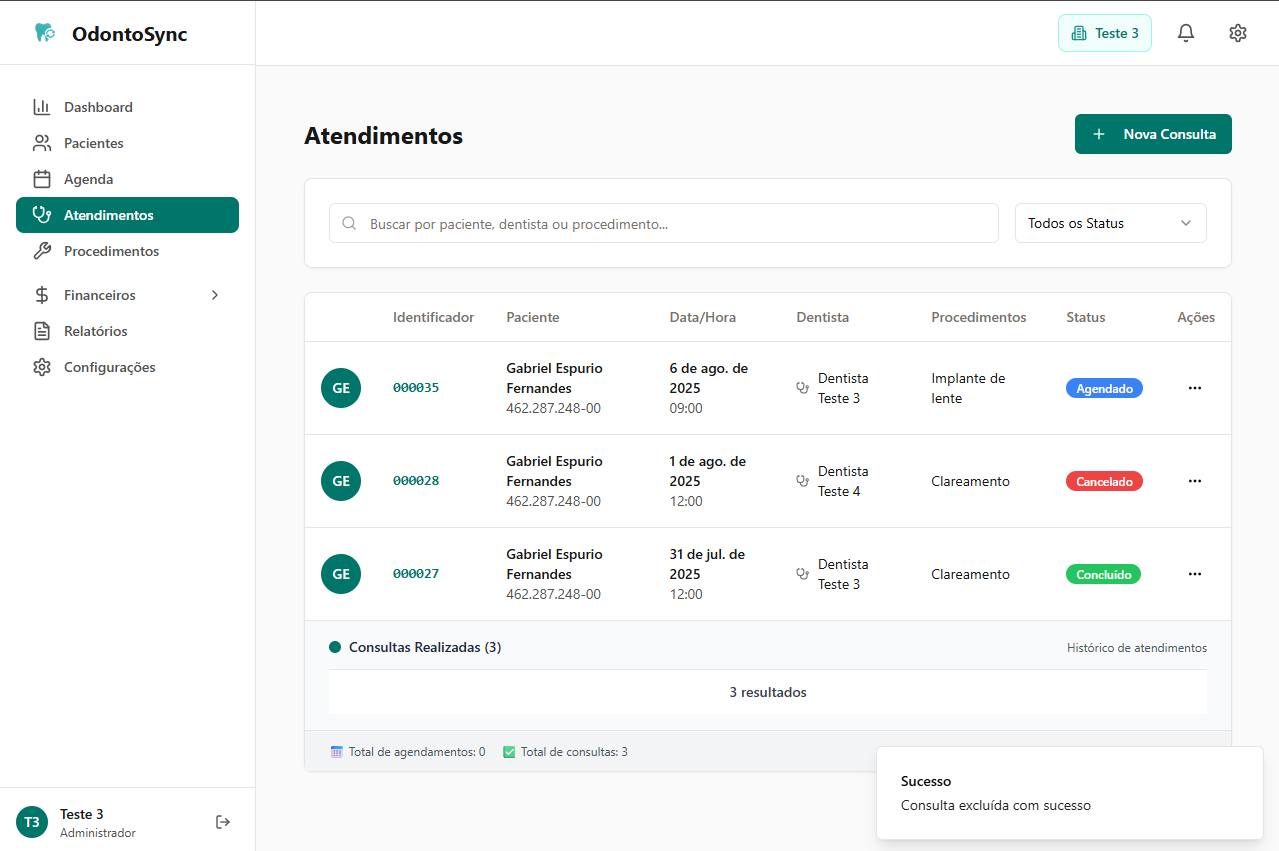 OdontoSync
Teste 3
Dashboard
Pacientes
Agenda
Atendimentos
Procedimentos
Financeiros
Relatórios
Configurações
Teste 3
Administrador
T3
Atendimentos
Nova Consulta
Buscar por paciente, dentista ou procedimento...
Todos os Status
Identificador Paciente Data/Hora Dentista Procedimentos Status Ações
GE
000035
Gabriel Espurio
Fernandes
462.287.248-00
6 de ago. de
2025
09:00
Dentista
Teste 3
Implante de
lente
Agendado
GE
000028
Gabriel Espurio
Fernandes
462.287.248-00
1 de ago. de
2025
12:00
Dentista
Teste 4
Clareamento
Cancelado
GE
000027
Gabriel Espurio
Fernandes
462.287.248-00
31 de jul. de
2025
12:00
Dentista
Teste 3
Clareamento
Concluído
Consultas Realizadas (3)
Histórico de atendimentos
3 resultados
Total de agendamentos: 0
Total de consultas: 3
Sucesso
Consulta excluída com sucesso